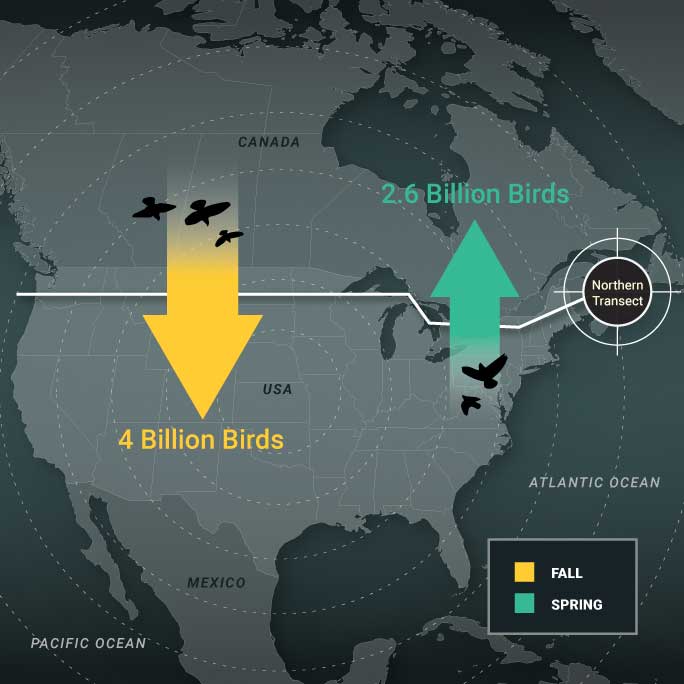 CANADA
2.6 Billion Birds
Northern
Transect
USA
4 Billion Birds
ATLANTIC OCEAN
FALL
SPRING
MEXICO
PACIFIC OCEAN